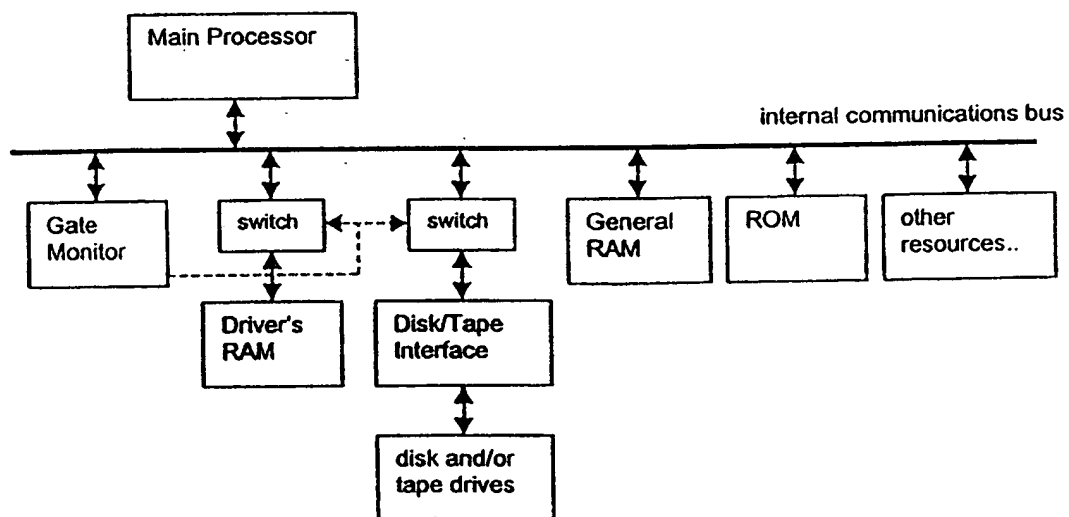 Main Processor
internal communications bus
Gate
Monitor
switch
switch
General
RAM
ROM
other
resources..
Driver's
RAM
Disk/Tape
Interface
disk and/or
tape drives